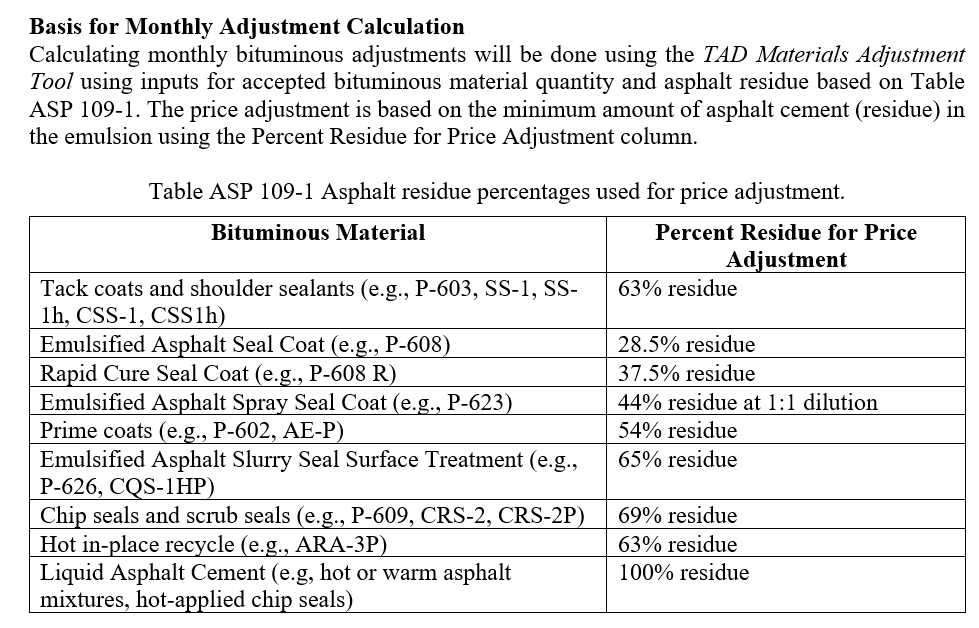 Basis for Monthly Adjustment Calculation
Calculating monthly bituminous adjustments will be done using the TAD Materials Adjustment
Tool using inputs for accepted bituminous material quantity and asphalt residue based on Table
ASP 109-1. The price adjustment is based on the minimum amount of asphalt cement (residue) in
the emulsion using the Percent Residue for Price Adjustment column.
Table ASP 109-1 Asphalt residue percentages used for price adjustment.
Bituminous Material
Percent Residue for Price
Adjustment
Tack coats and shoulder sealants (e.g., P-603, SS-1, SS-
1h, CSS-1, CSS1h)
63% residue
Emulsified Asphalt Seal Coat (e.g., P-608)
28.5% residue
Rapid Cure Seal Coat (e.g., P-608 R)
37.5% residue
Emulsified Asphalt Spray Seal Coat (e.g., P-623)
44% residue at 1:1 dilution
Prime coats (e.g., P-602, AE-P)
54% residue
Emulsified Asphalt Slurry Seal Surface Treatment (e.g.,
P-626, CQS-1HP)
65% residue
Chip seals and scrub seals (e.g., P-609, CRS-2, CRS-2P)
69% residue
Hot in-place recycle (e.g., ARA-3P)
63% residue
Liquid Asphalt Cement (e.g, hot or warm asphalt
mixtures, hot-applied chip seals)
100% residue